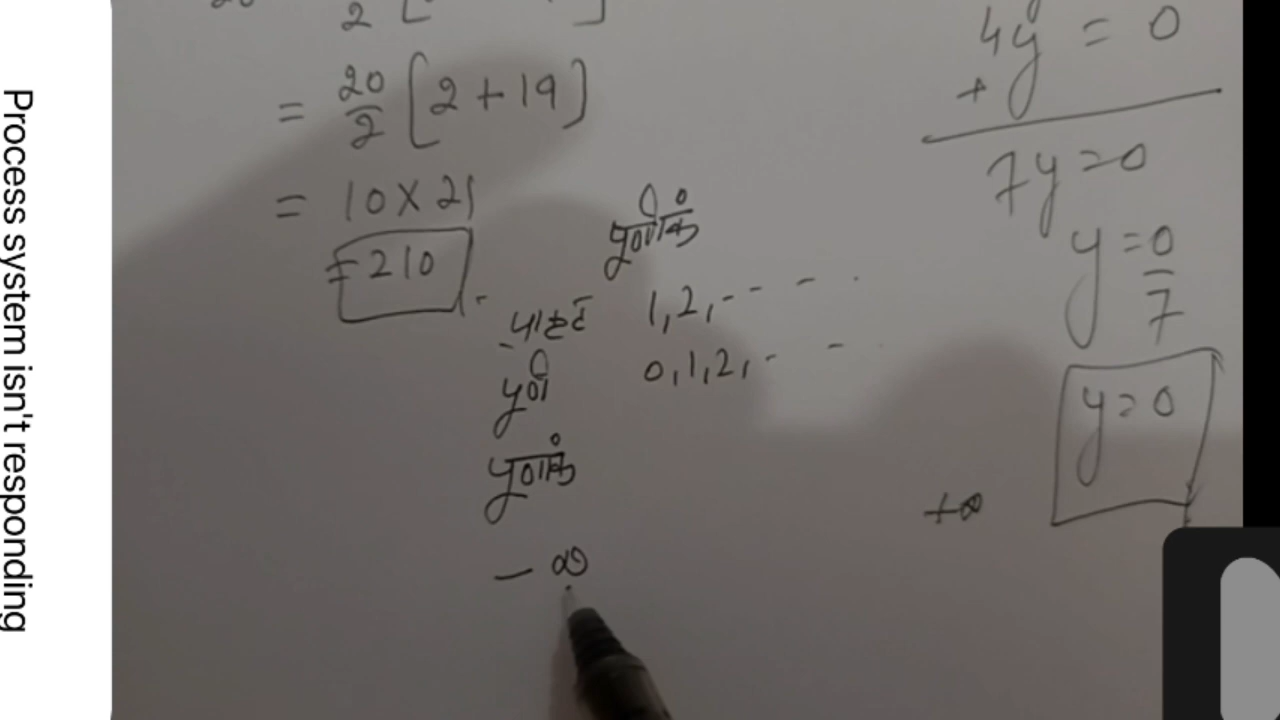 = 20/2 [2 + 19]
= 10 X 21
= 210
पूर्णांक
1, 2, - - - .
0, 1, 2, - -
पूर्ण
पूर्णांक
- ∞
+∞
4y = 0
+
7y = 0
y = 0/7
y = 0
Process system isn't responding